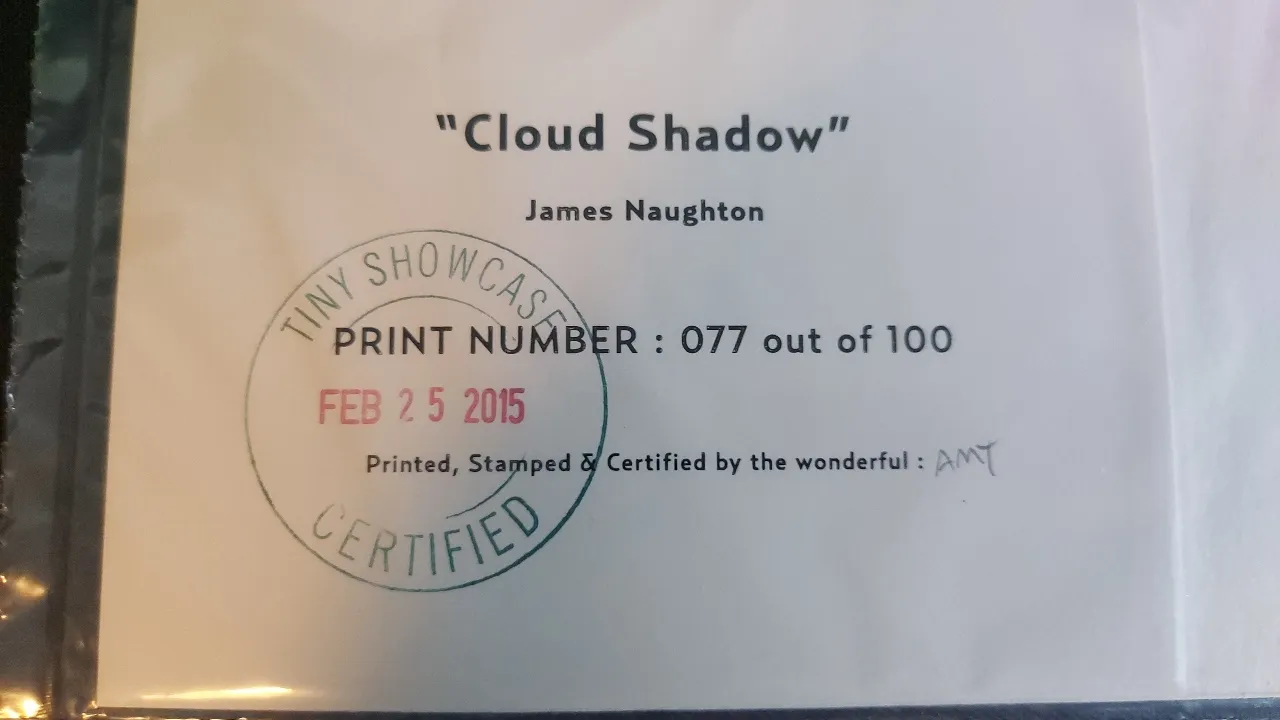 "Cloud Shadow"
James Naughton
TINY SHOWCASE
PRINT NUMBER : 077 out of 100
FEB 25 2015
Printed, Stamped & Certified by the wonderful : AMY
CERTIFIED